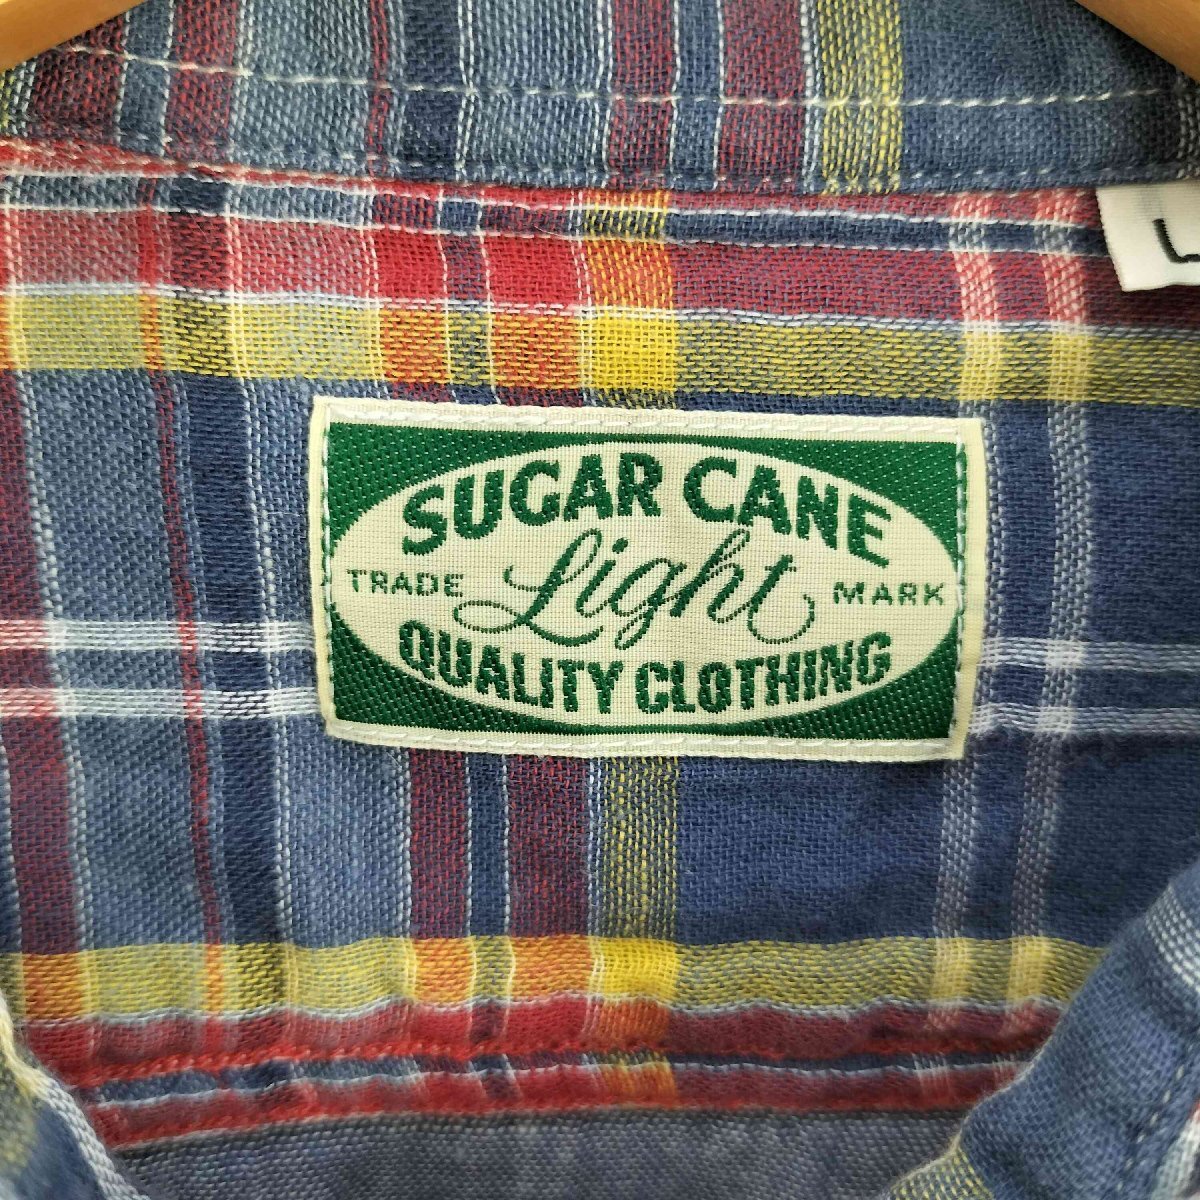 L
SUGAR CANE
Light
TRADE MARK
QUALITY CLOTHING